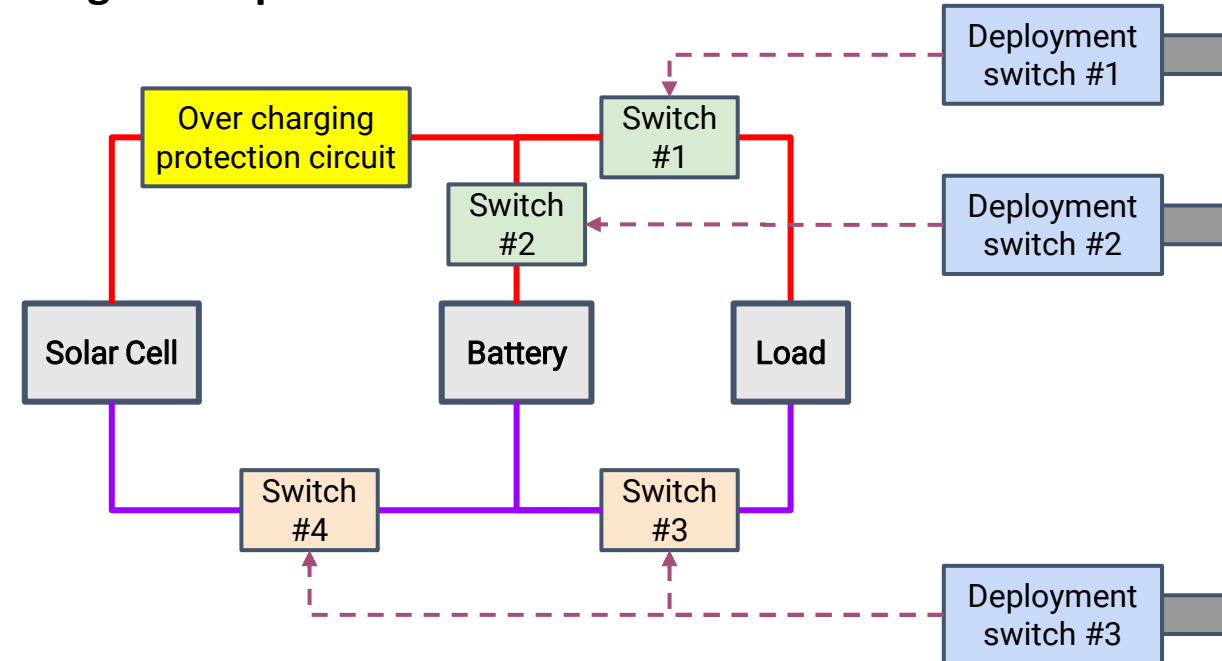 Deployment
switch #1
Over charging
protection circuit
Switch
#1
Deployment
switch #2
Switch
#2
Solar Cell
Battery
Load
Switch
#4
Switch
#3
Deployment
switch #3